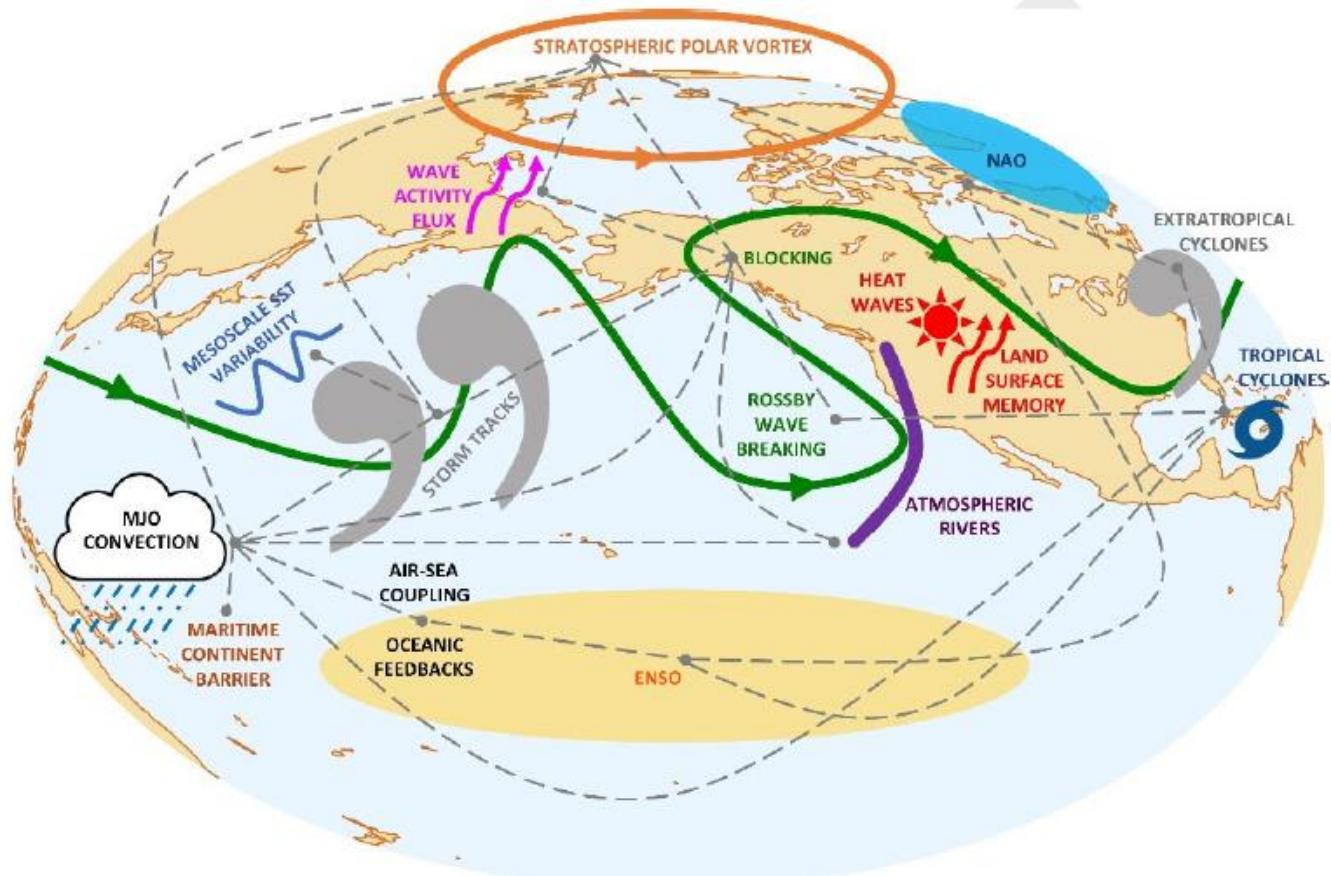 STRATOSPHERIC POLAR VORTEX
NAO
WAVE
ACTIVITY
FLUX
EXTRATROPICAL
CYCLONES
BLOCKING
HEAT
WAVES
MESOSCALE SST
VARIABILITY
LAND
SURFACE
MEMORY
TROPICAL
CYCLONES
ROSSBY
WAVE
BREAKING
STORM TRACKS
MJO
CONVECTION
ATMOSPHERIC
RIVERS
AIR-SEA
COUPLING
MARITIME
CONTINENT
BARRIER
OCEANIC
FEEDBACKS
ENSO